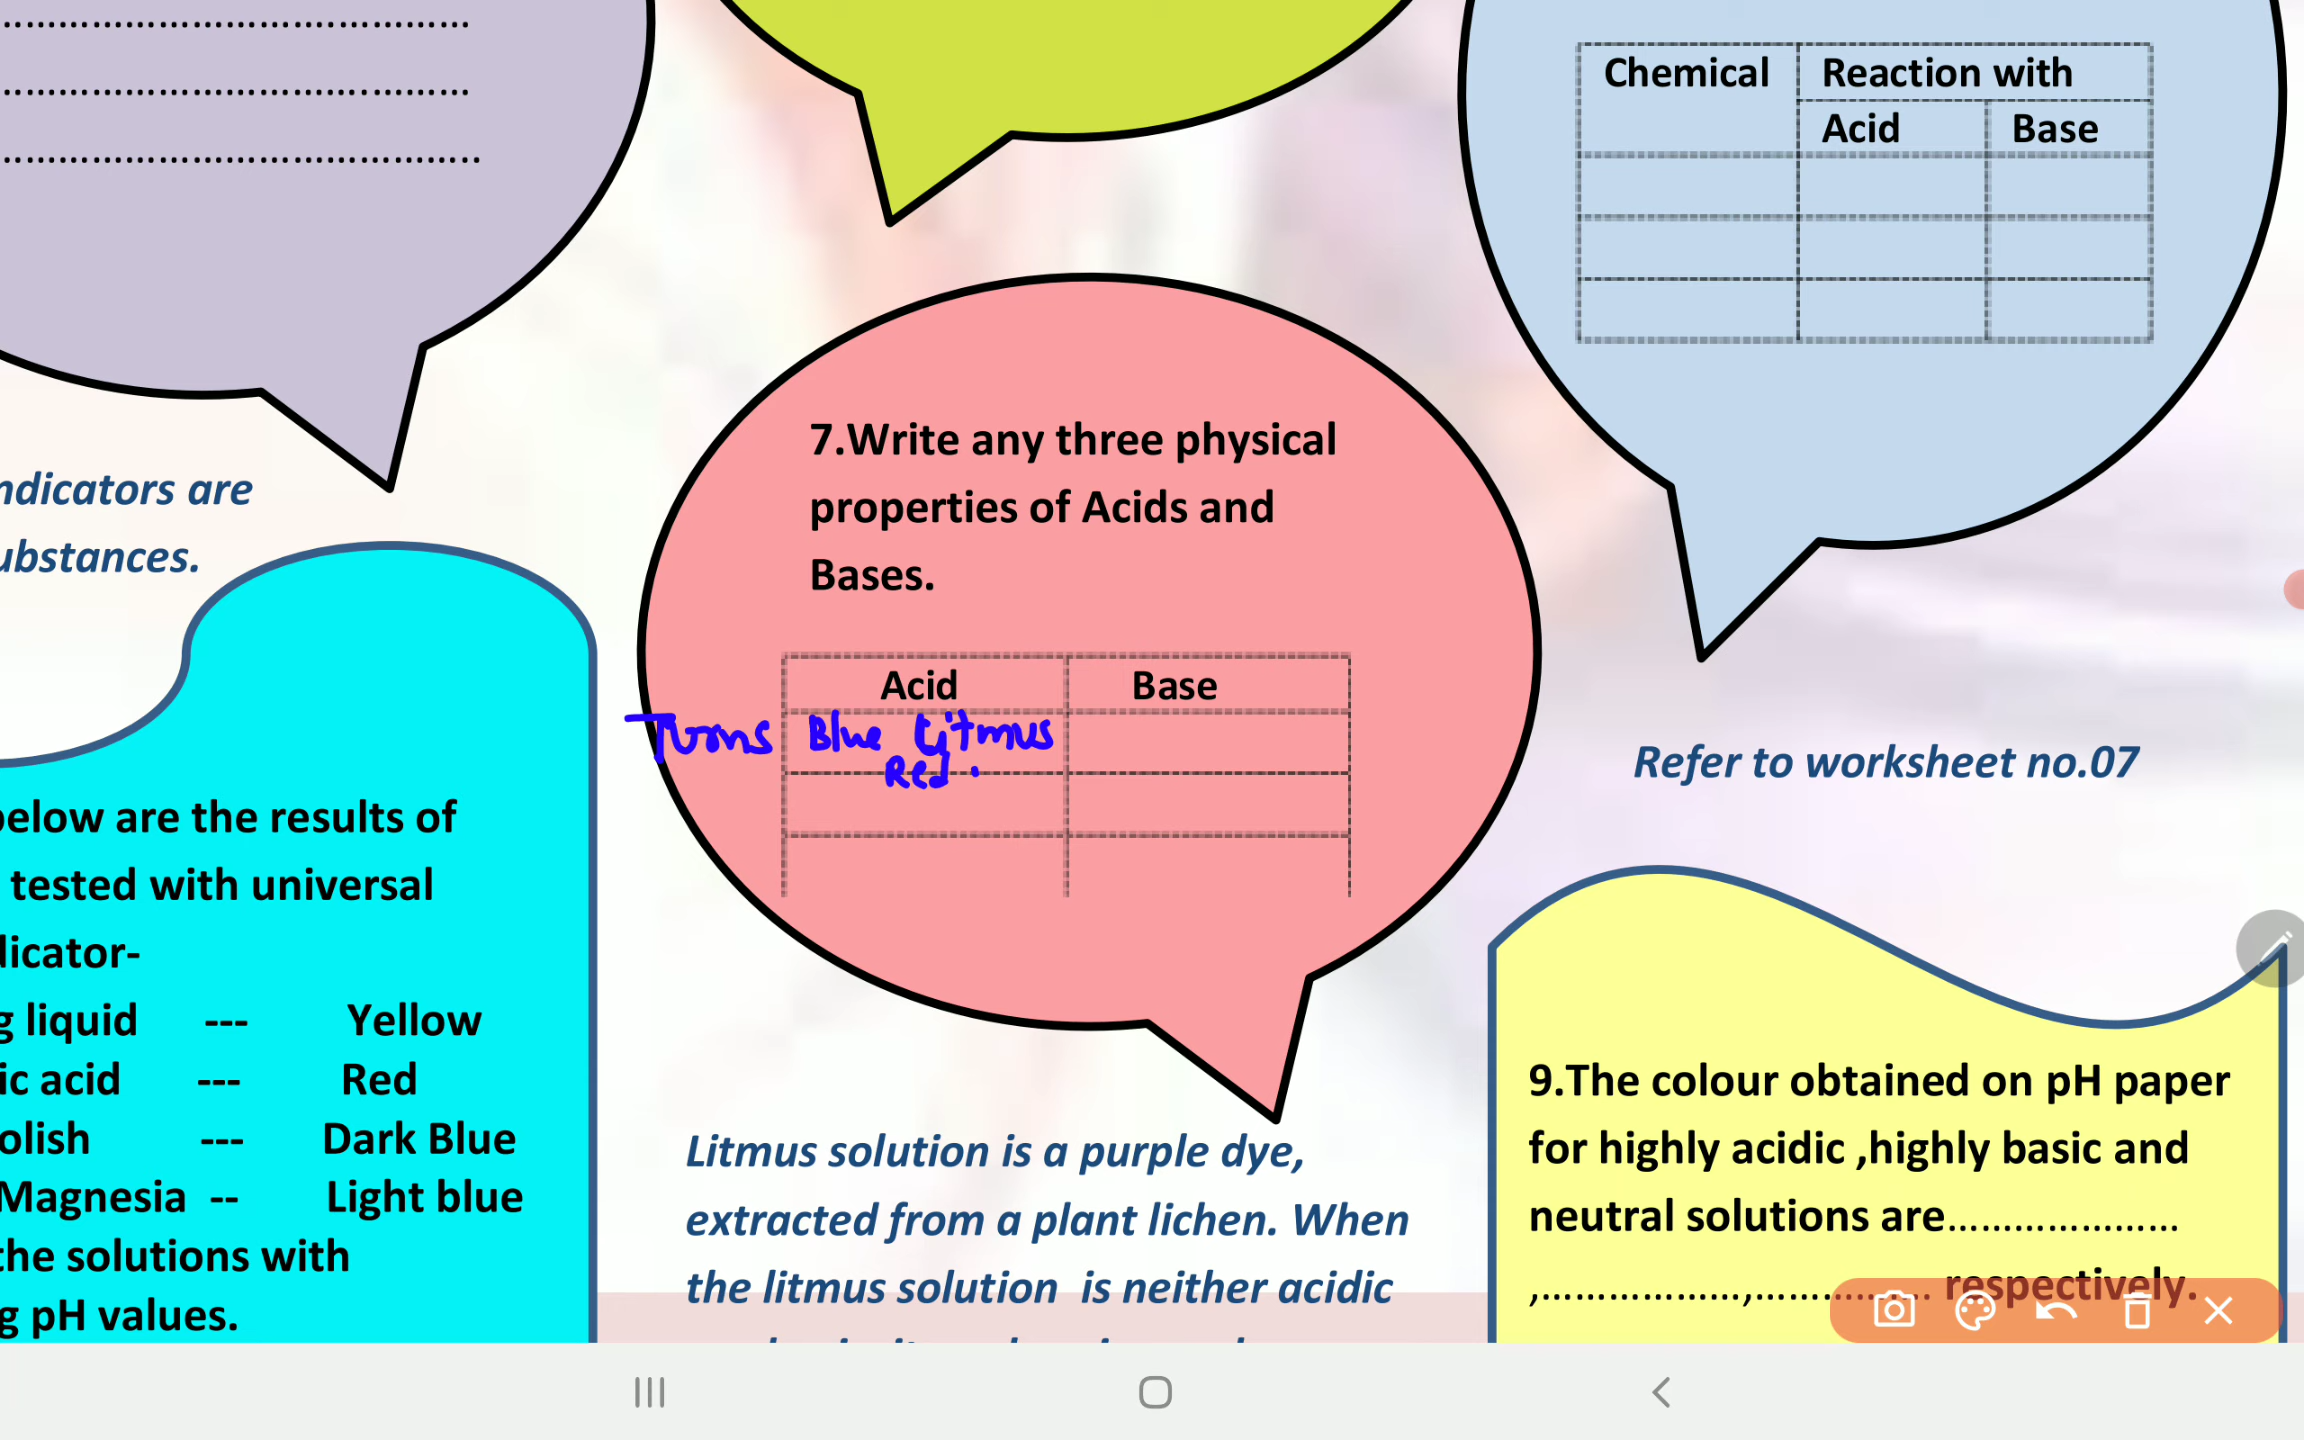 ........................................
........................................
.........................................
Chemical Reaction with
Acid Base
ndicators are
ubstances.
7.Write any three physical
properties of Acids and
Bases.
Acid Base
Turns Blue Litmus
Red.
Refer to worksheet no.07
below are the results of
tested with universal
dicator-
g liquid --- Yellow
ic acid --- Red
olish --- Dark Blue
Magnesia -- Light blue
the solutions with
g pH values.
Litmus solution is a purple dye,
extracted from a plant lichen. When
the litmus solution is neither acidic
9.The colour obtained on pH paper
for highly acidic ,highly basic and
neutral solutions are.....................
,..................,................ respectively.